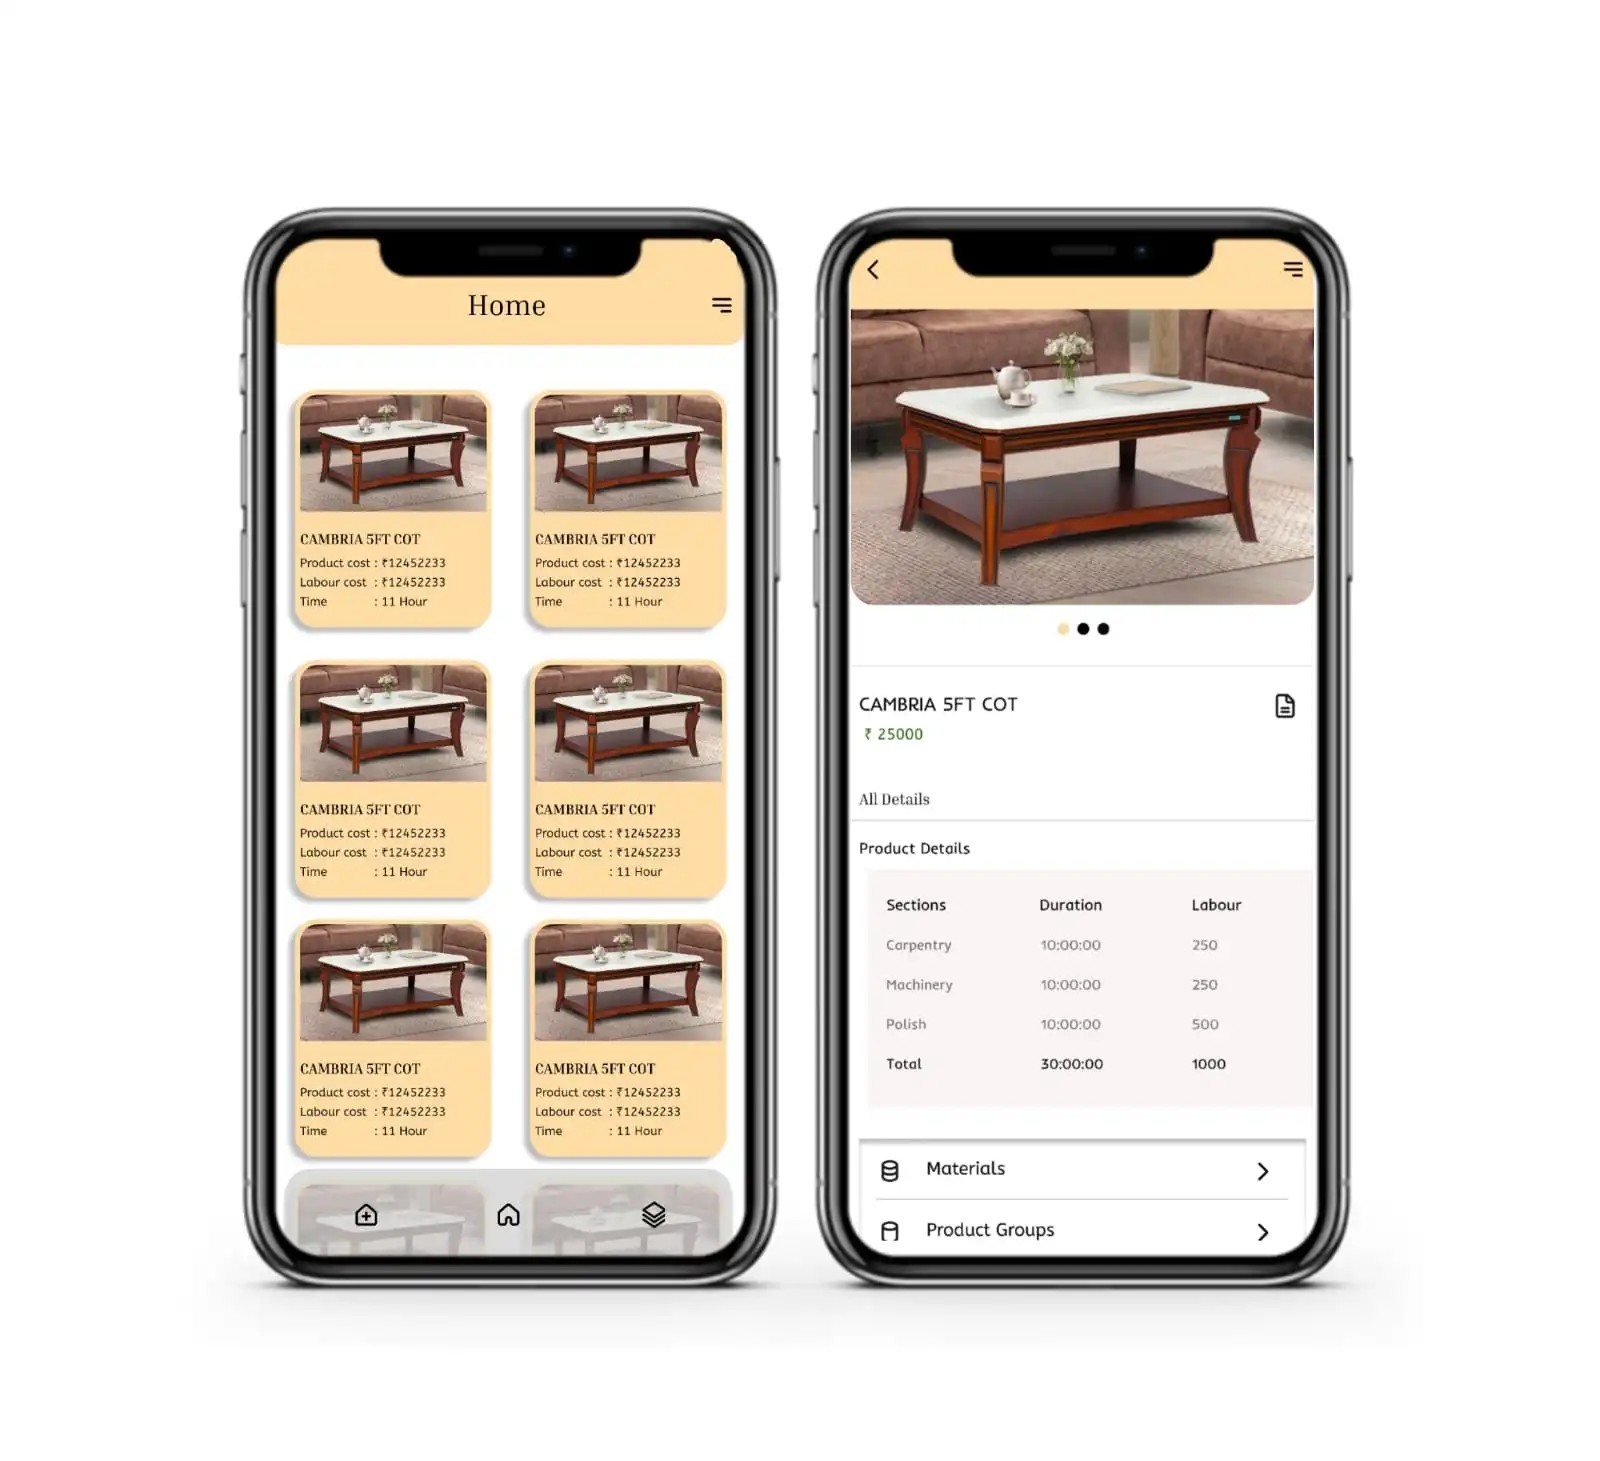 Home
CAMBRIA 5FT COT
Product cost : ₹12452233
Labour cost : ₹12452233
Time : 11 Hour
CAMBRIA 5FT COT
Product cost : ₹12452233
Labour cost : ₹12452233
Time : 11 Hour
CAMBRIA 5FT COT
Product cost : ₹12452233
Labour cost : ₹12452233
Time : 11 Hour
CAMBRIA 5FT COT
Product cost : ₹12452233
Labour cost : ₹12452233
Time : 11 Hour
CAMBRIA 5FT COT
Product cost : ₹12452233
Labour cost : ₹12452233
Time : 11 Hour
CAMBRIA 5FT COT
Product cost : ₹12452233
Labour cost : ₹12452233
Time : 11 Hour
CAMBRIA 5FT COT
₹ 25000
All Details
Product Details
Sections Duration Labour
Carpentry 10:00:00 250
Machinery 10:00:00 250
Polish 10:00:00 500
Total 30:00:00 1000
Materials
Product Groups